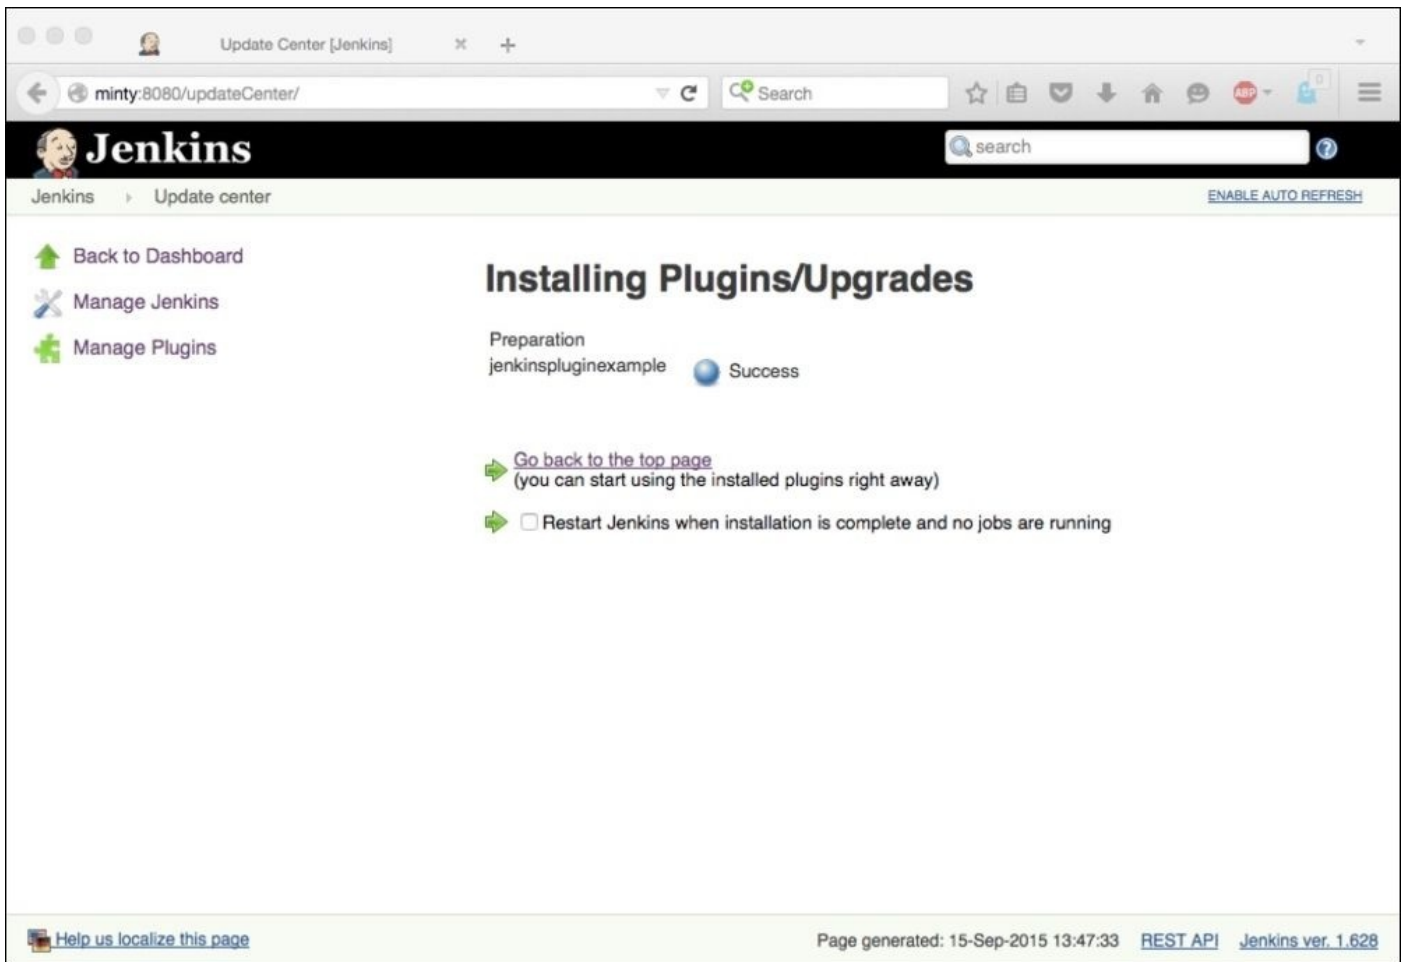 Update Center [Jenkins]
minty:8080/updateCenter/
Search
ABP
0
Jenkins
search
Jenkins
Update center
ENABLE AUTO REFRESH
Back to Dashboard
Manage Jenkins
Manage Plugins
Installing Plugins/Upgrades
Preparation
jenkinspluginexample
Success
Go back to the top page
(you can start using the installed plugins right away)
Restart Jenkins when installation is complete and no jobs are running
Help us localize this page
Page generated: 15-Sep-2015 13:47:33
REST API
Jenkins ver. 1.628